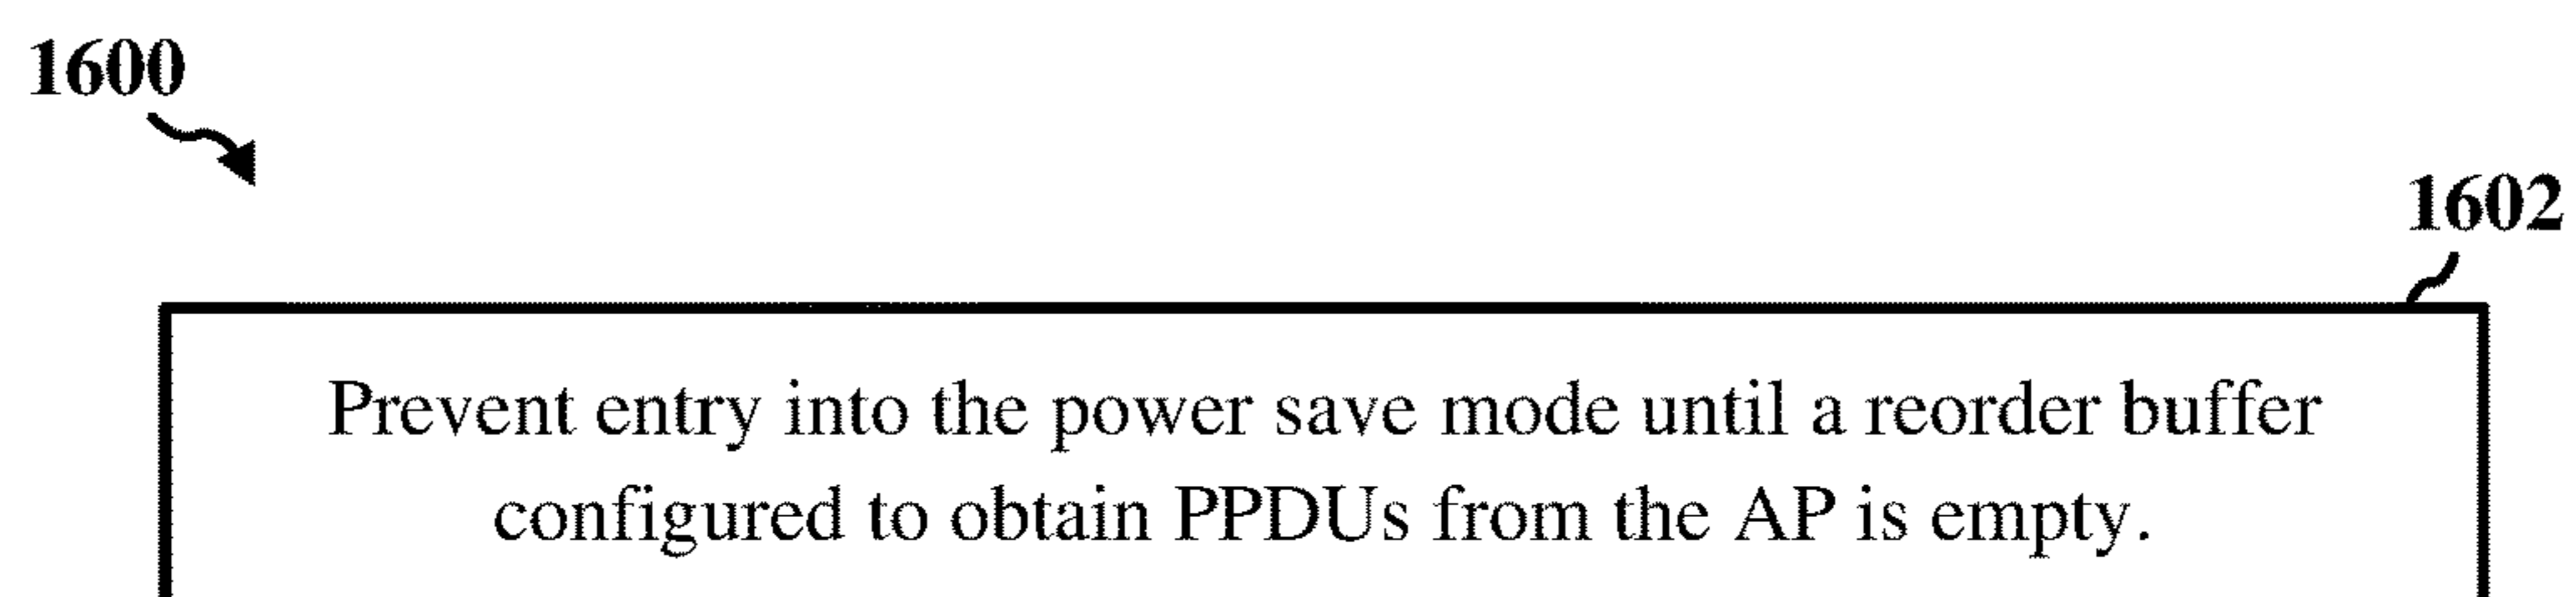 1600
1602
Prevent entry into the power save mode until a reorder buffer
configured to obtain PPDUs from the AP is empty.